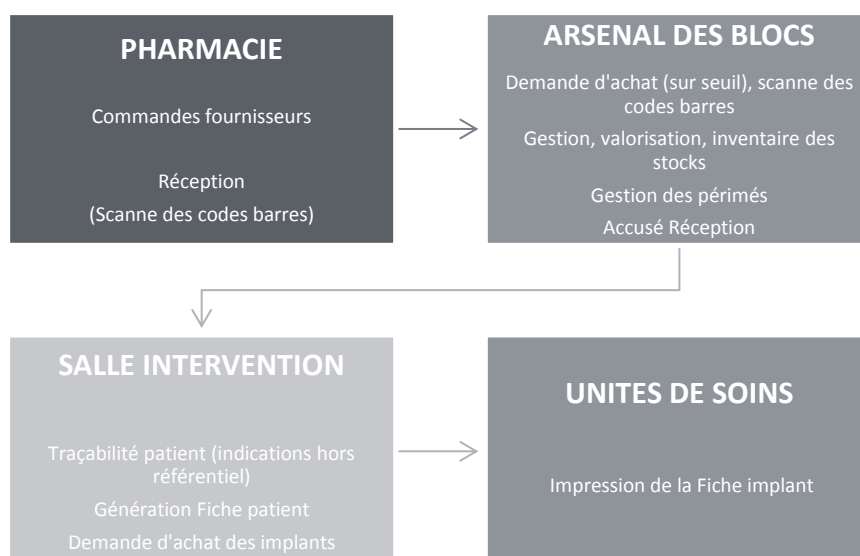 PHARMACIE
Commandes fournisseurs
Réception
(Scanne des codes barres)
ARSENAL DES BLOCS
Demande d'achat (sur seuil), scanne des
codes barres
Gestion, valorisation, inventaire des
stocks
Gestion des périmés
Accusé Réception
SALLE INTERVENTION
Traçabilité patient (indications hors
référentiel)
Génération Fiche patient
Demande d'achat des implants
UNITES DE SOINS
Impression de la Fiche implant